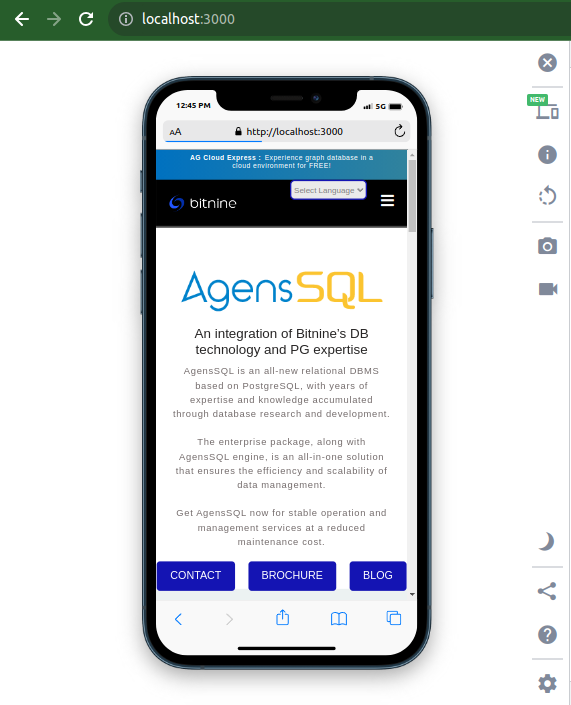 localhost:3000
NEW
12:45 PM
5G
AA
http://localhost:3000
AG Cloud Express : Experience graph database in a
cloud environment for FREE!
Select Language
bitnine
AgensSQL
An integration of Bitnine's DB
technology and PG expertise
AgensSQL is an all-new relational DBMS
based on PostgreSQL, with years of
expertise and knowledge accumulated
through database research and development.
The enterprise package, along with
AgensSQL engine, is an all-in-one solution
that ensures the efficiency and scalability of
data management.
Get AgensSQL now for stable operation and
management services at a reduced
maintenance cost.
CONTACT
BROCHURE
BLOG